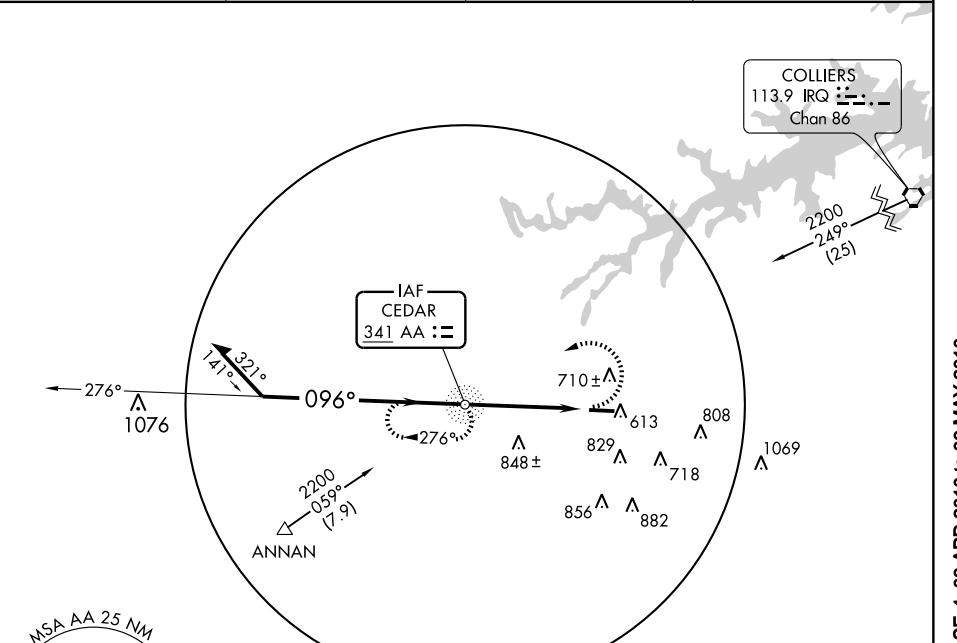 COLLIERS
113.9 IRQ
Chan 86
2200
249°
(25)
IAF
CEDAR
341 AA
321°
141°
276°
096°
1076
276°
710±
613
808
848±
829
718
1069
856
882
2200
059°
(7.9)
ANNAN
MSA AA 25 NM